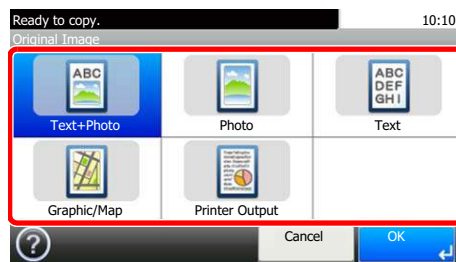 Ready to copy. 10:10
Original Image
ABC
ABC
DEF
GHI
Text+Photo Photo Text
Graphic/Map Printer Output
? Cancel OK